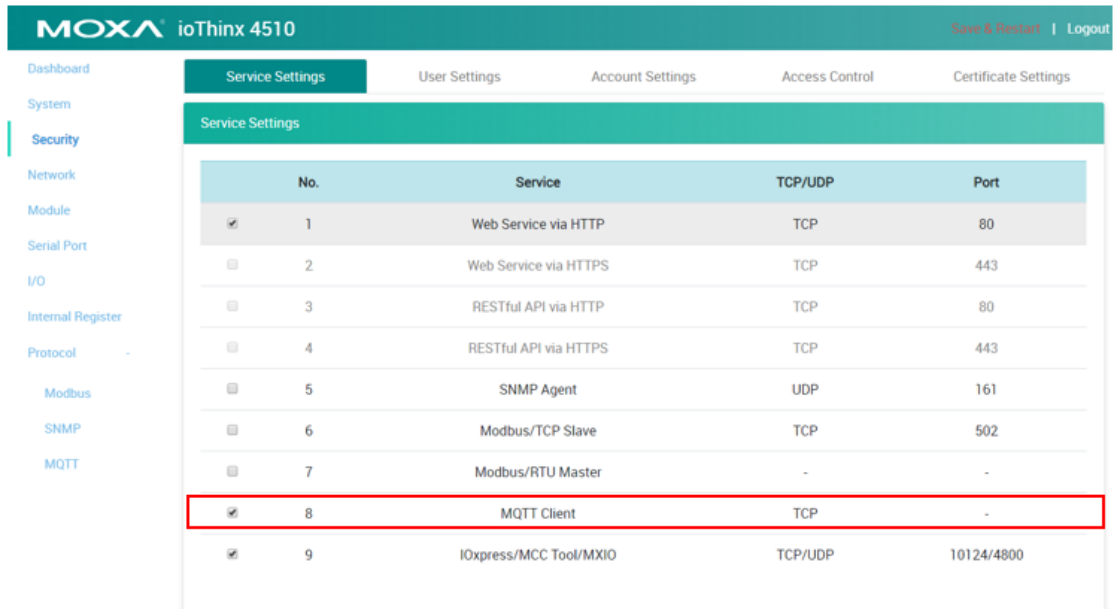 MOXA® ioThinx 4510
Save & Restart | Logout
Dashboard
System
Security
Network
Module
Serial Port
I/O
Internal Register
Protocol -
Modbus
SNMP
MQTT
Service Settings User Settings Account Settings Access Control Certificate Settings
Service Settings
No. Service TCP/UDP Port
1 Web Service via HTTP TCP 80
2 Web Service via HTTPS TCP 443
3 RESTful API via HTTP TCP 80
4 RESTful API via HTTPS TCP 443
5 SNMP Agent UDP 161
6 Modbus/TCP Slave TCP 502
7 Modbus/RTU Master - -
8 MQTT Client TCP -
9 IOxpress/MCC Tool/MXIO TCP/UDP 10124/4800